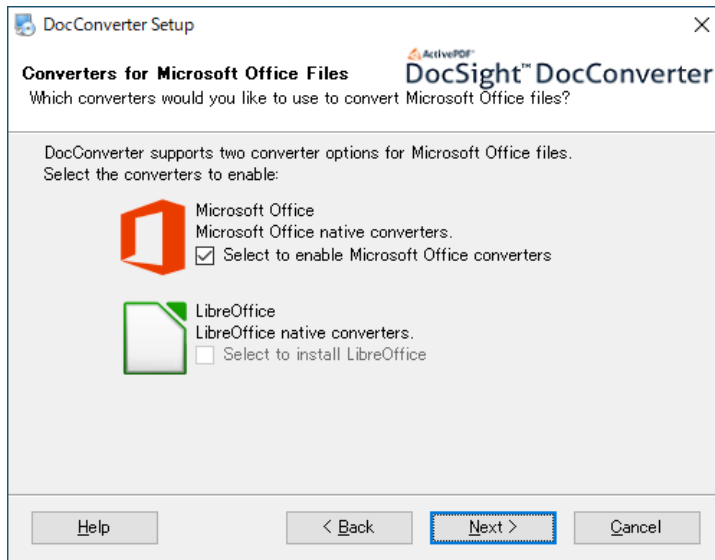 DocConverter Setup
ActivePDF®
DocSight™ DocConverter
Converters for Microsoft Office Files
Which converters would you like to use to convert Microsoft Office files?
DocConverter supports two converter options for Microsoft Office files.
Select the converters to enable:
Microsoft Office
Microsoft Office native converters.
Select to enable Microsoft Office converters
LibreOffice
LibreOffice native converters.
Select to install LibreOffice
Help
< Back
Next >
Cancel